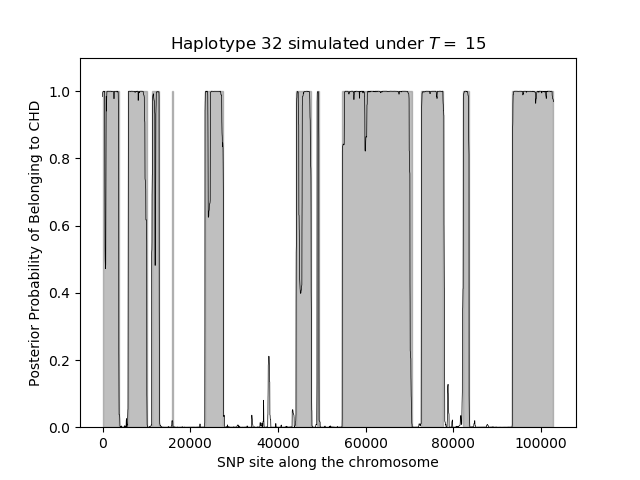 Haplotype 32 simulated under T = 15
Posterior Probability of Belonging to CHD
1.0
0.8
0.6
0.4
0.2
0.0
0 20000 40000 60000 80000 100000
SNP site along the chromosome